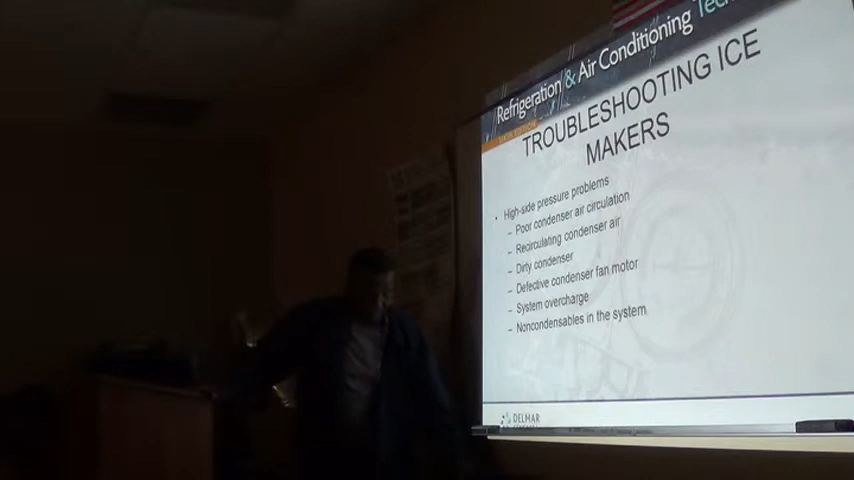 Refrigeration & Air Conditioning Tech
TROUBLESHOOTING ICE
MAKERS
• High-side pressure problems
– Poor condenser air circulation
– Recirculating condenser air
– Dirty condenser
– Defective condenser fan motor
– System overcharge
– Noncondensables in the system
DELMAR